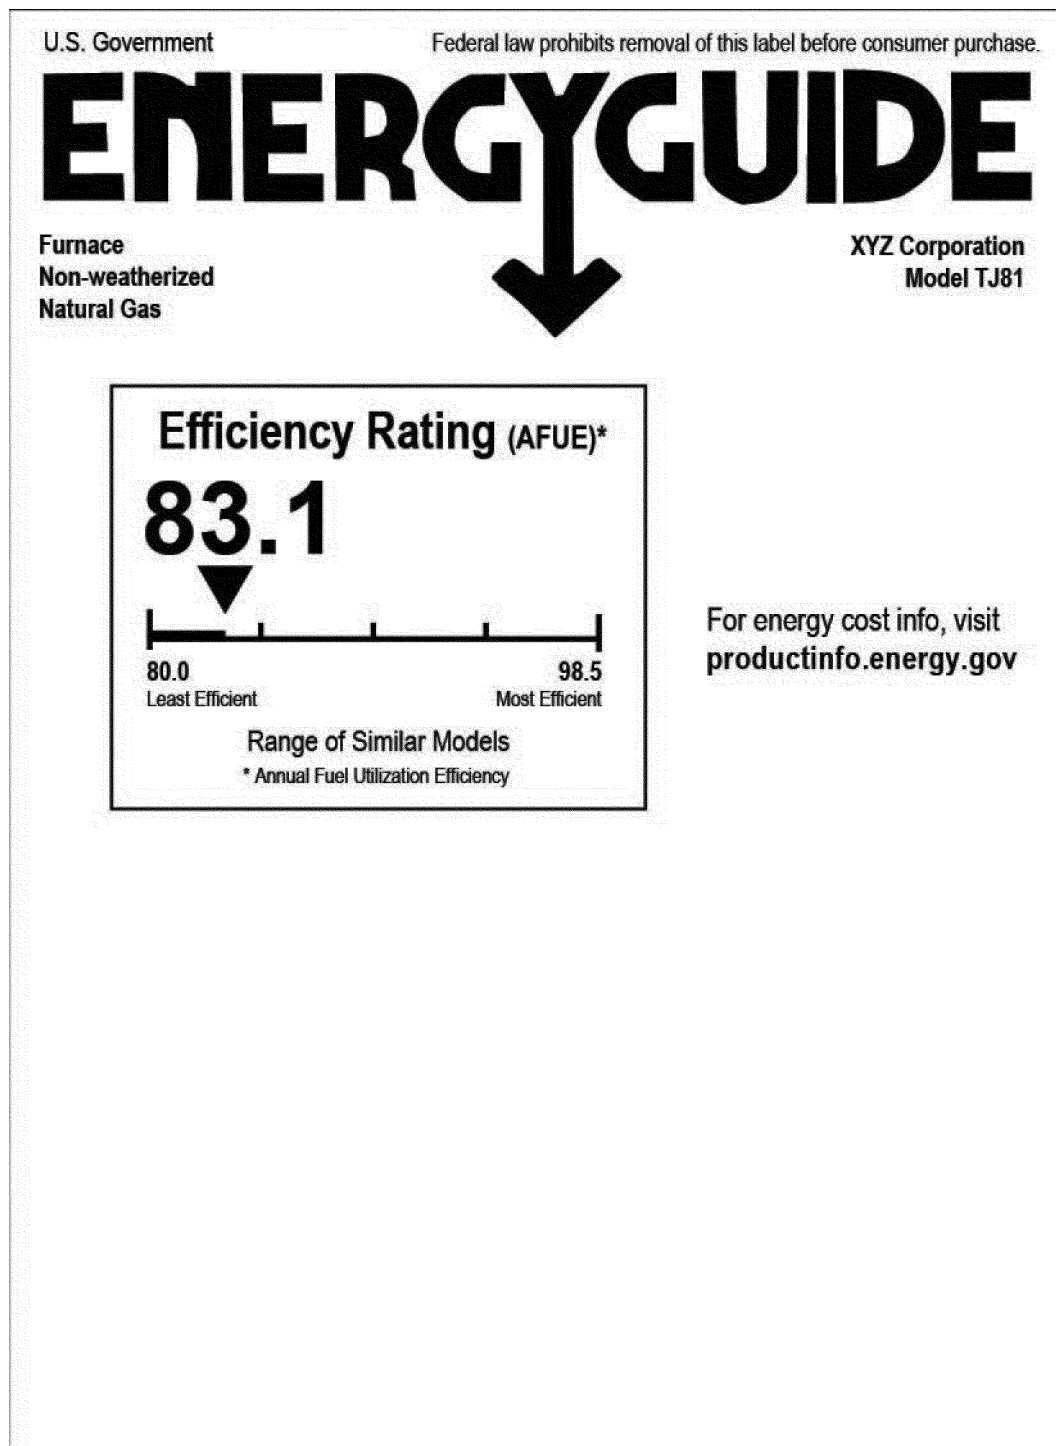 U.S. Government
Federal law prohibits removal of this label before consumer purchase.
ENERGYGUIDE
Furnace
Non-weatherized
Natural Gas
XYZ Corporation
Model TJ81
Efficiency Rating (AFUE)*
83.1
80.0
Least Efficient
98.5
Most Efficient
Range of Similar Models
* Annual Fuel Utilization Efficiency
For energy cost info, visit
productinfo.energy.gov